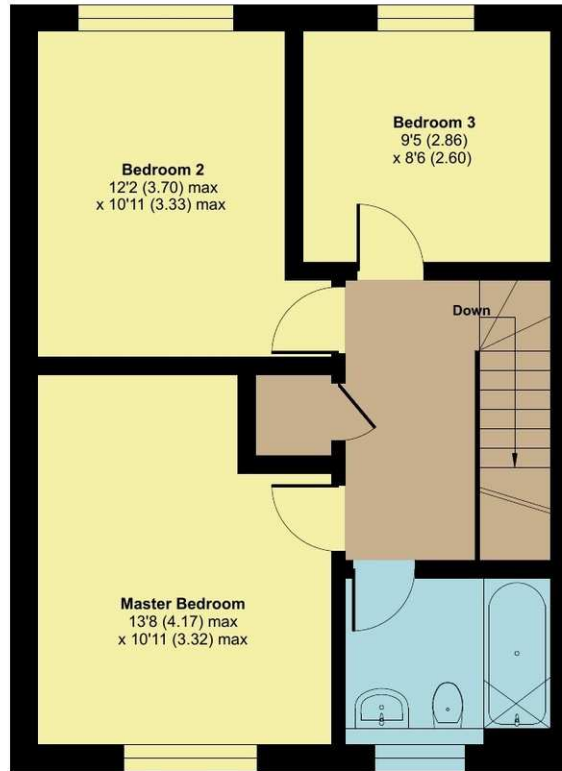 Bedroom 3
9'5 (2.86)
x 8'6 (2.60)
Bedroom 2
12'2 (3.70) max
x 10'11 (3.33) max
Down
Master Bedroom
13'8 (4.17) max
x 10'11 (3.32) max